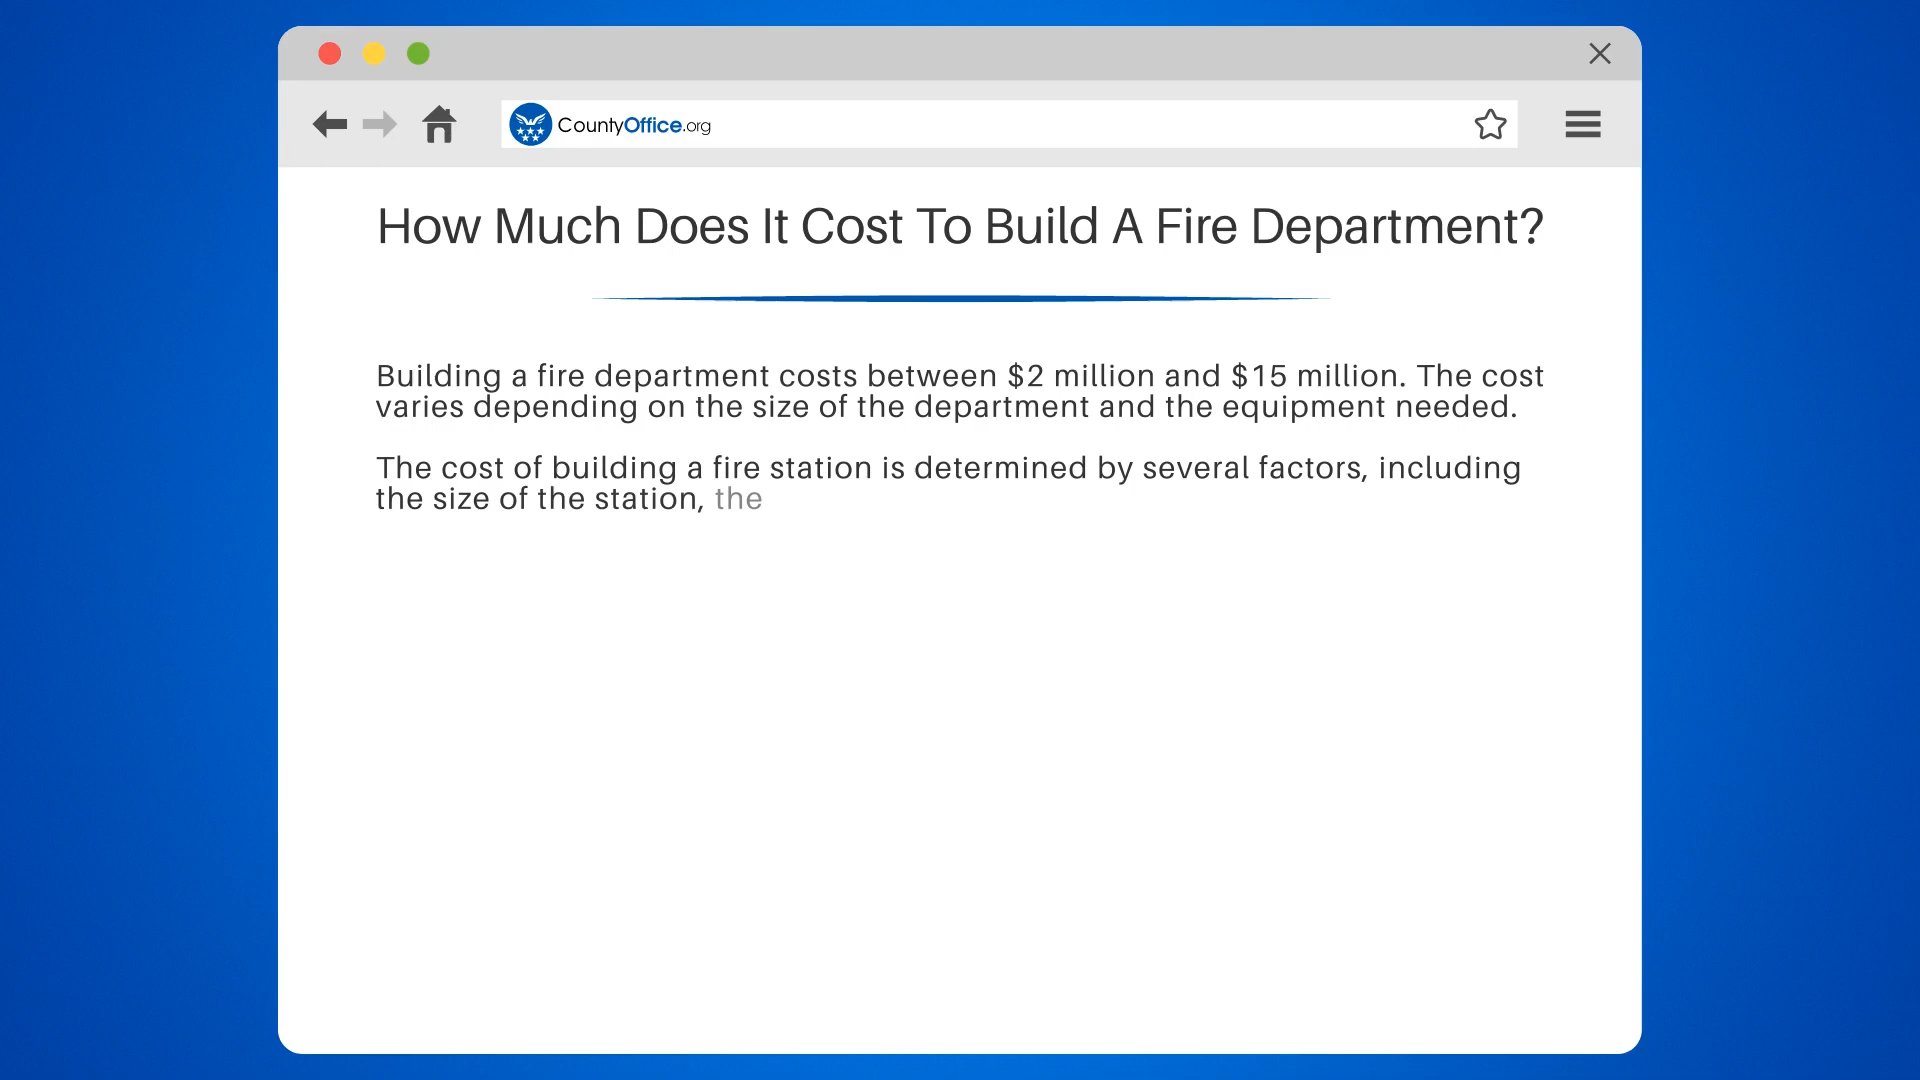 CountyOffice.org
How Much Does It Cost To Build A Fire Department?
Building a fire department costs between $2 million and $15 million. The cost
varies depending on the size of the department and the equipment needed.
The cost of building a fire station is determined by several factors, including
the size of the station, the